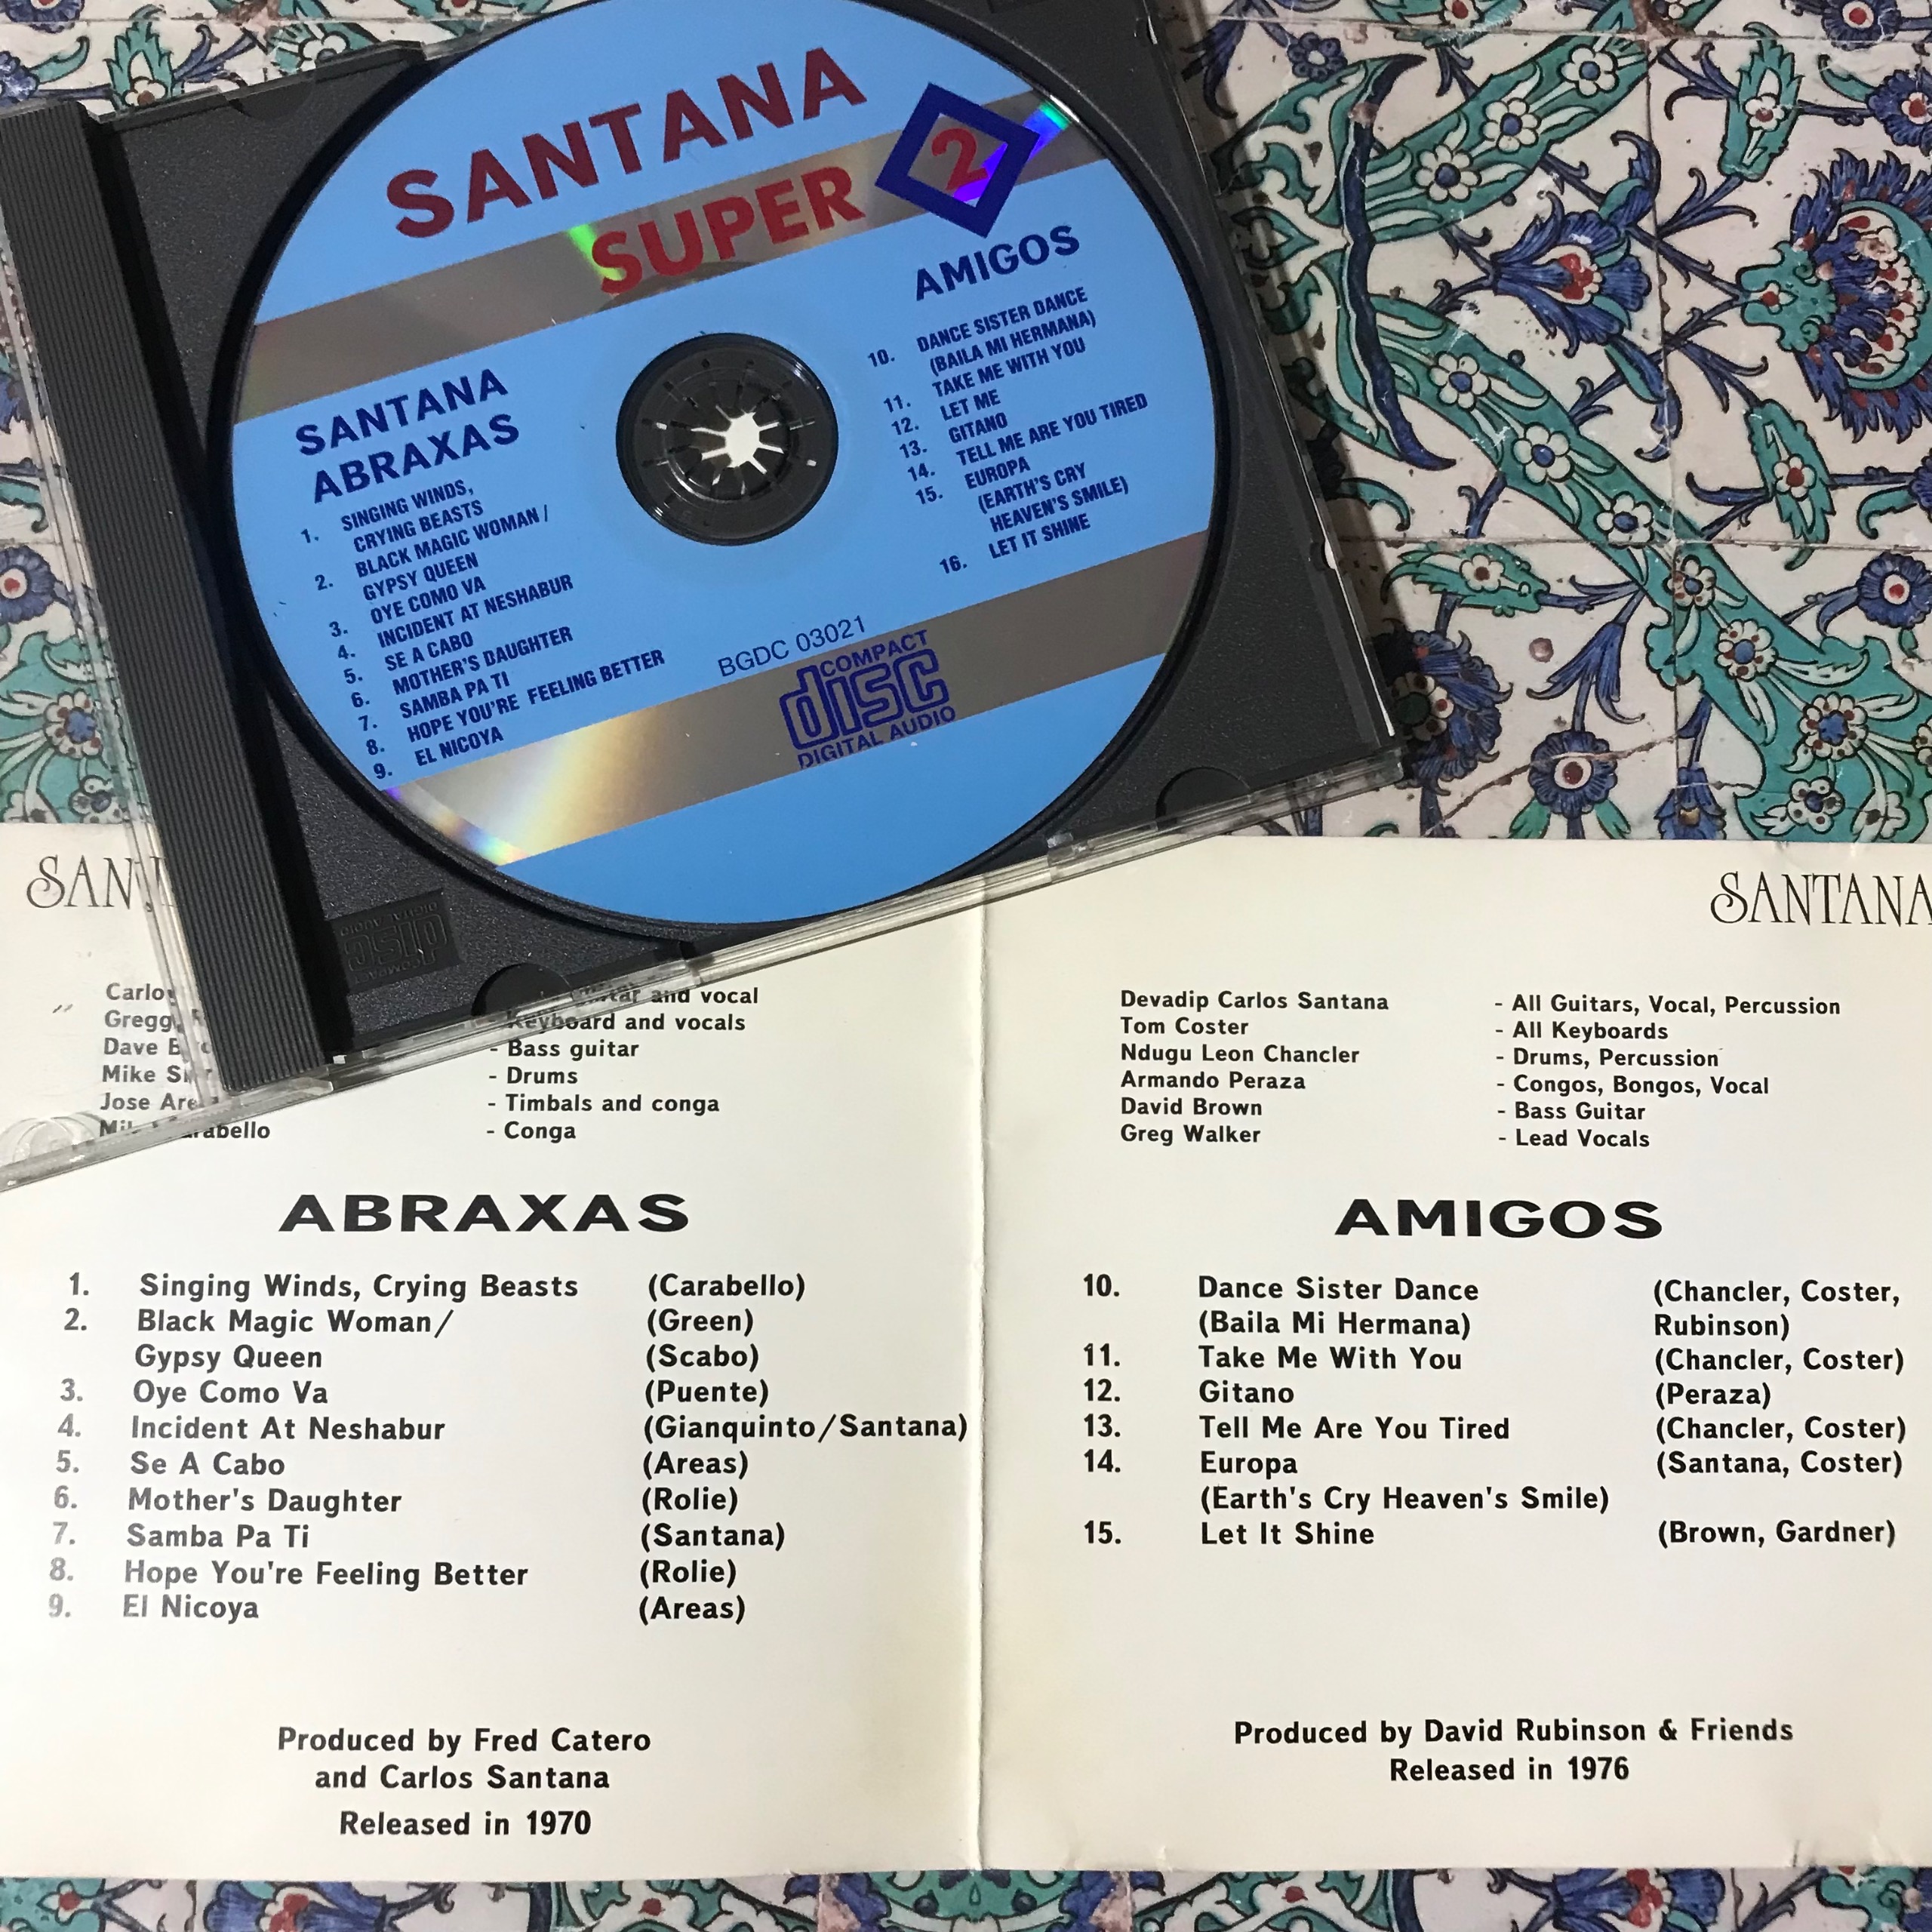 SANTANA
SUPER 2
SANTANA
ABRAXAS
1. SINGING WINDS,
CRYING BEASTS
2. BLACK MAGIC WOMAN /
GYPSY QUEEN
3. OYE COMO VA
4. INCIDENT AT NESHABUR
5. SE A CABO
6. MOTHER'S DAUGHTER
7. SAMBA PA TI
8. HOPE YOU'RE FEELING BETTER
9. EL NICOYA
AMIGOS
10. DANCE SISTER DANCE
(BAILA MI HERMANA)
11. TAKE ME WITH YOU
12. LET ME
13. GITANO
14. TELL ME ARE YOU TIRED
15. EUROPA
(EARTH'S CRY
HEAVEN'S SMILE)
16. LET IT SHINE
BGDC 03021
COMPACT
disc
DIGITAL AUDIO
Carlos
guitar and vocal
Gregg
Keyboard and vocals
Dave
- Bass guitar
Mike
- Drums
Jose
- Timbals and conga
- Conga
ABRAXAS
1. Singing Winds, Crying Beasts (Carabello)
2. Black Magic Woman/ (Green)
Gypsy Queen (Scabo)
3. Oye Como Va (Puente)
4. Incident At Neshabur (Gianquinto/Santana)
5. Se A Cabo (Areas)
6. Mother's Daughter (Rolie)
7. Samba Pa Ti (Santana)
8. Hope You're Feeling Better (Rolie)
9. El Nicoya (Areas)
Produced by Fred Catero
and Carlos Santana
Released in 1970
SANTANA
Devadip Carlos Santana - All Guitars, Vocal, Percussion
Tom Coster - All Keyboards
Ndugu Leon Chancler - Drums, Percussion
Armando Peraza - Congos, Bongos, Vocal
David Brown - Bass Guitar
Greg Walker - Lead Vocals
AMIGOS
10. Dance Sister Dance (Chancler, Coster,
(Baila Mi Hermana) Rubinson)
11. Take Me With You (Chancler, Coster)
12. Gitano (Peraza)
13. Tell Me Are You Tired (Chancler, Coster)
14. Europa (Santana, Coster)
(Earth's Cry Heaven's Smile)
15. Let It Shine (Brown, Gardner)
Produced by David Rubinson & Friends
Released in 1976